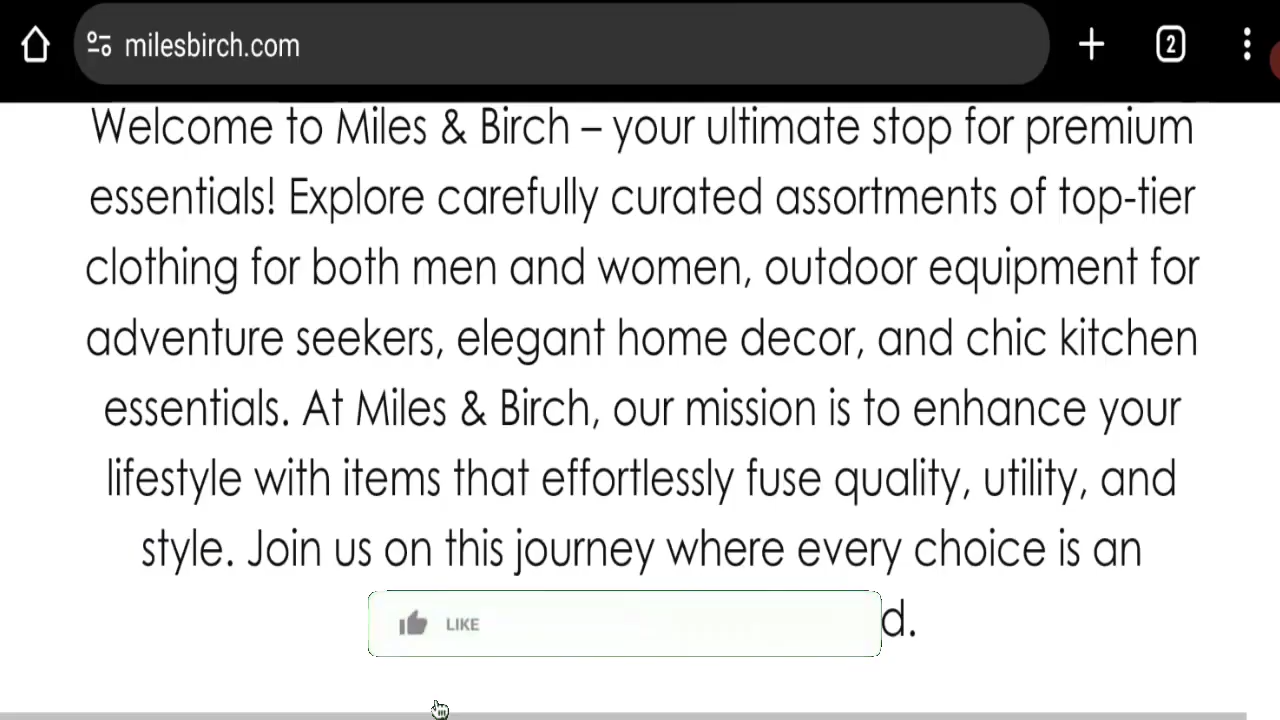 milesbirch.com
2
Welcome to Miles & Birch – your ultimate stop for premium
essentials! Explore carefully curated assortments of top-tier
clothing for both men and women, outdoor equipment for
adventure seekers, elegant home decor, and chic kitchen
essentials. At Miles & Birch, our mission is to enhance your
lifestyle with items that effortlessly fuse quality, utility, and
style. Join us on this journey where every choice is an
d.
LIKE